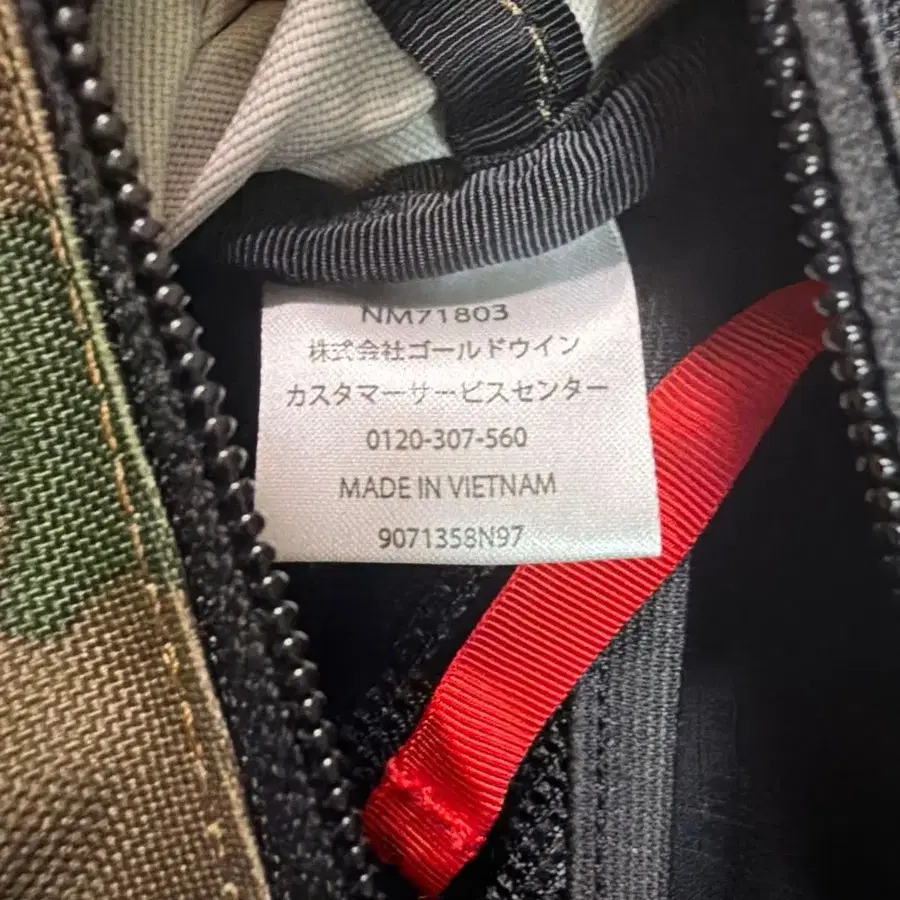 NM71803
株式会社ゴールドウイン
カスタマーサービスセンター
0120-307-560
MADE IN VIETNAM
9071358N97